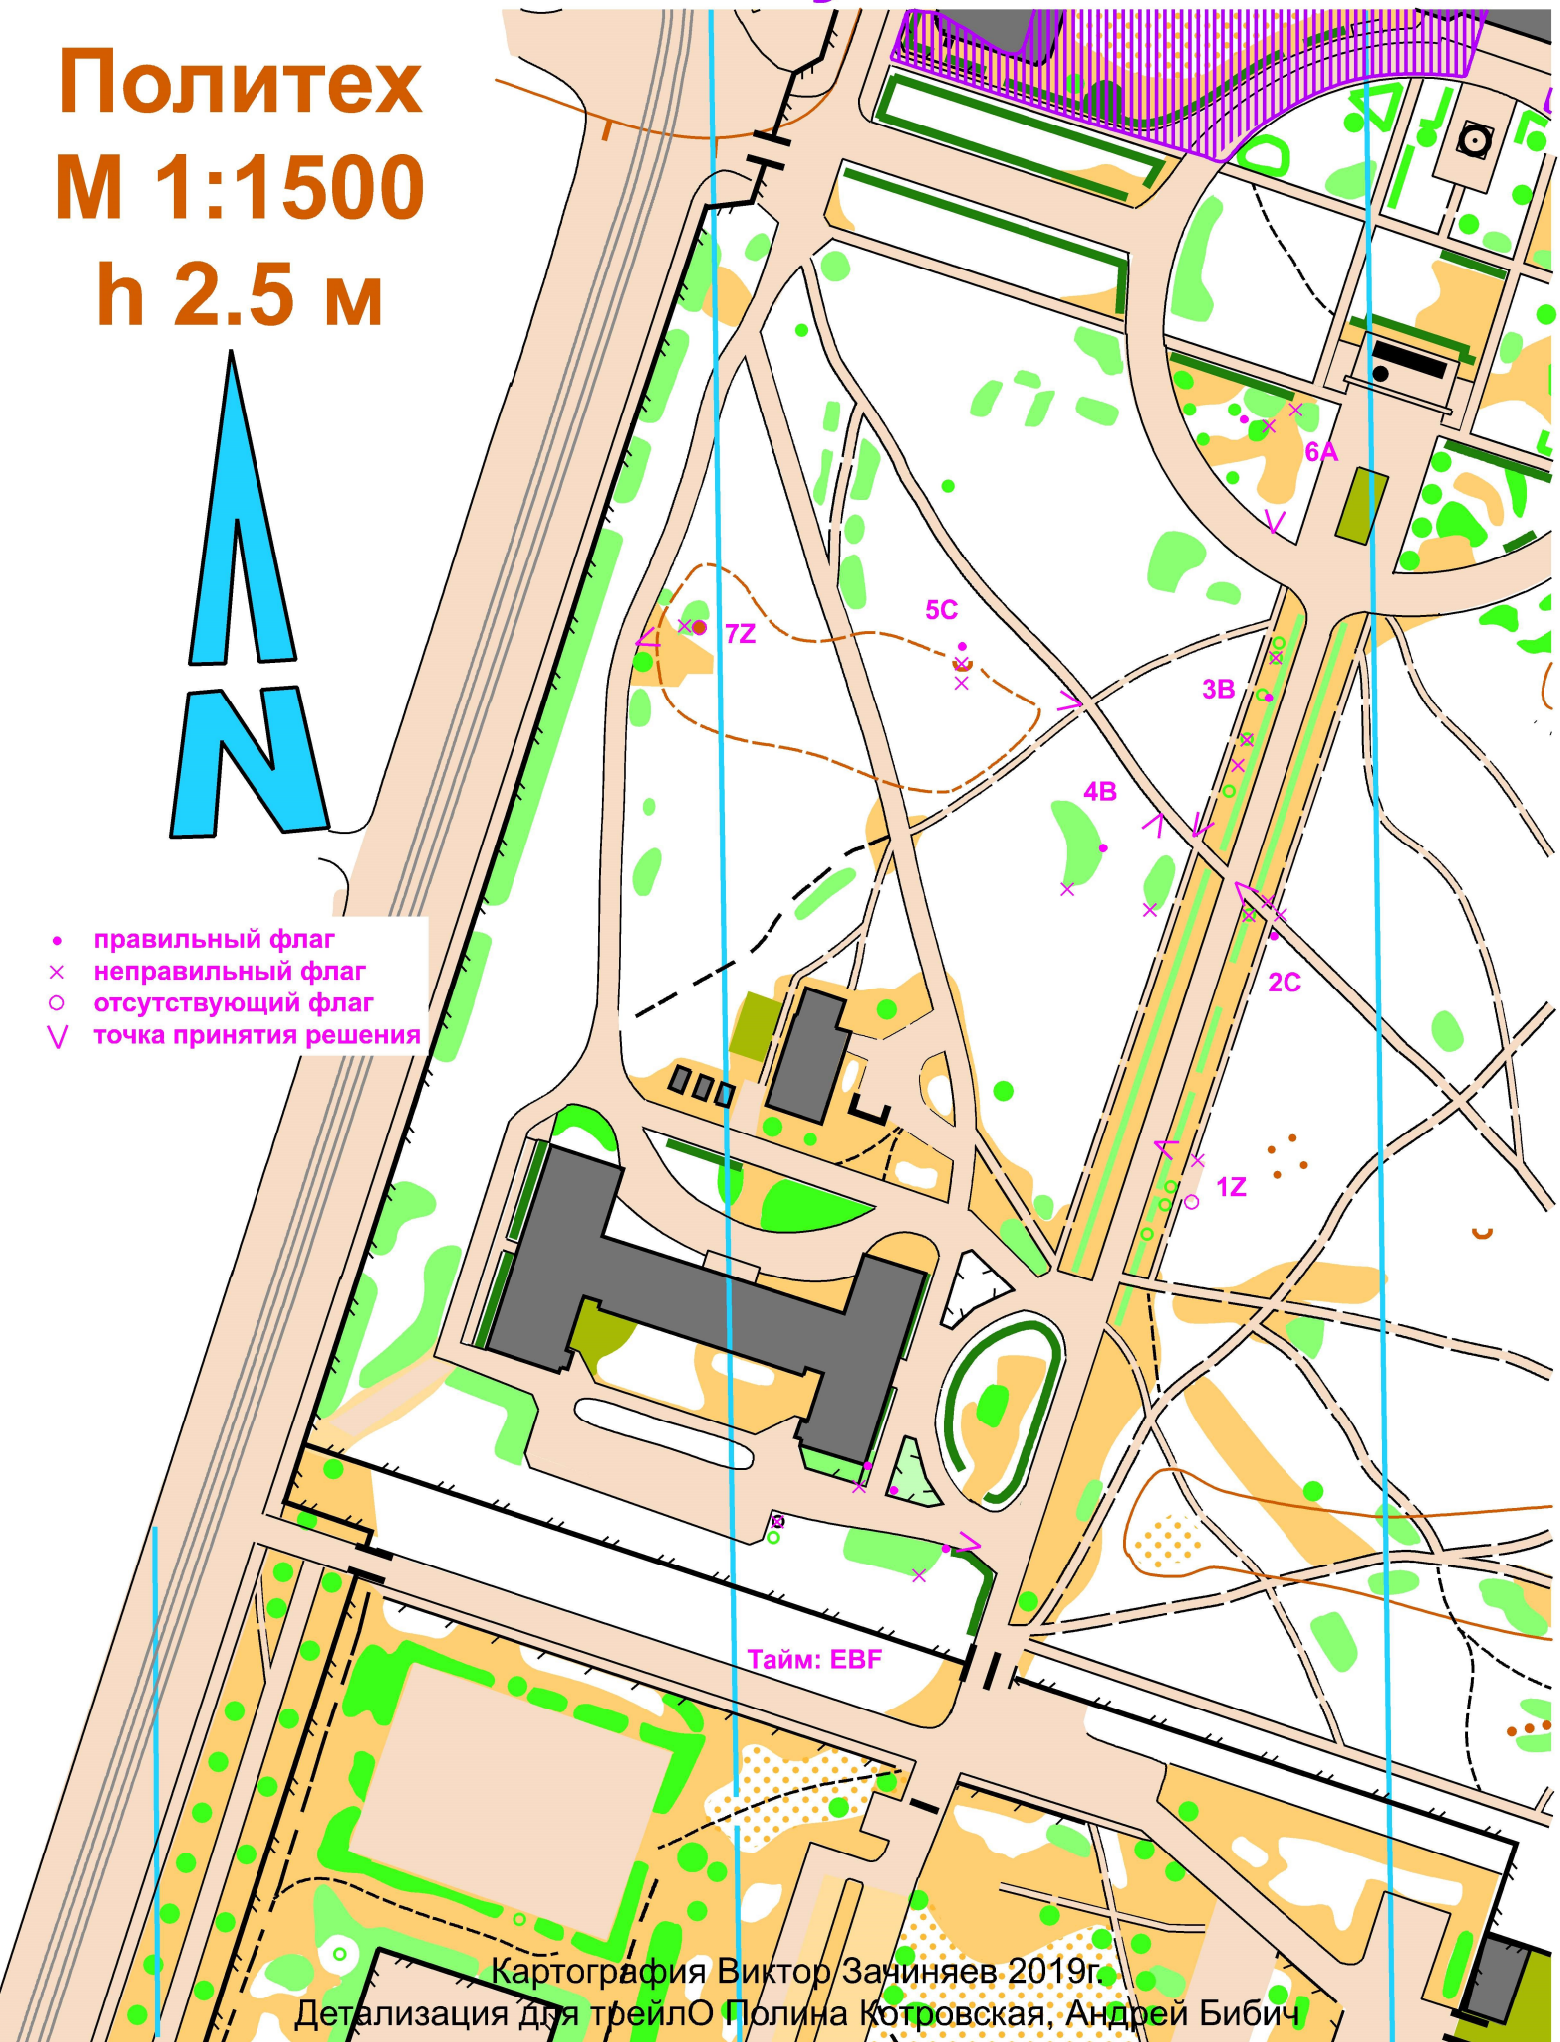 Политех
М 1:1500
h 2.5 м
6A
5C
7Z
3B
4B
правильный флаг
неправильный флаг
отсутствующий флаг
точка принятия решения
2C
1Z
Тайм: EBF
Картография Виктор Зачиняев 2019г.
Детализация для трейлО Полина Котровская, Андрей Бибич